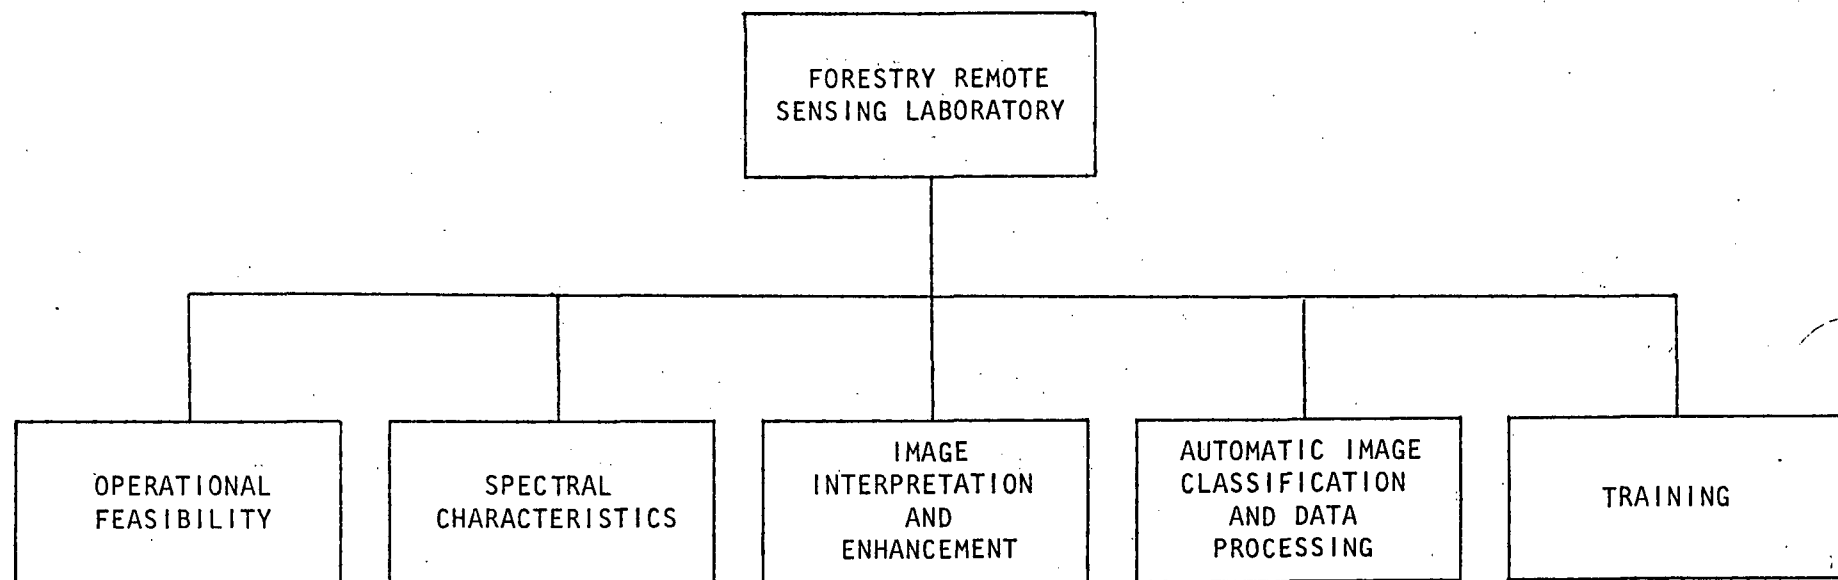 FORESTRY REMOTE
SENSING LABORATORY
OPERATIONAL
FEASIBILITY
SPECTRAL
CHARACTERISTICS
IMAGE
INTERPRETATION
AND
ENHANCEMENT
AUTOMATIC IMAGE
CLASSIFICATION
AND DATA
PROCESSING
TRAINING